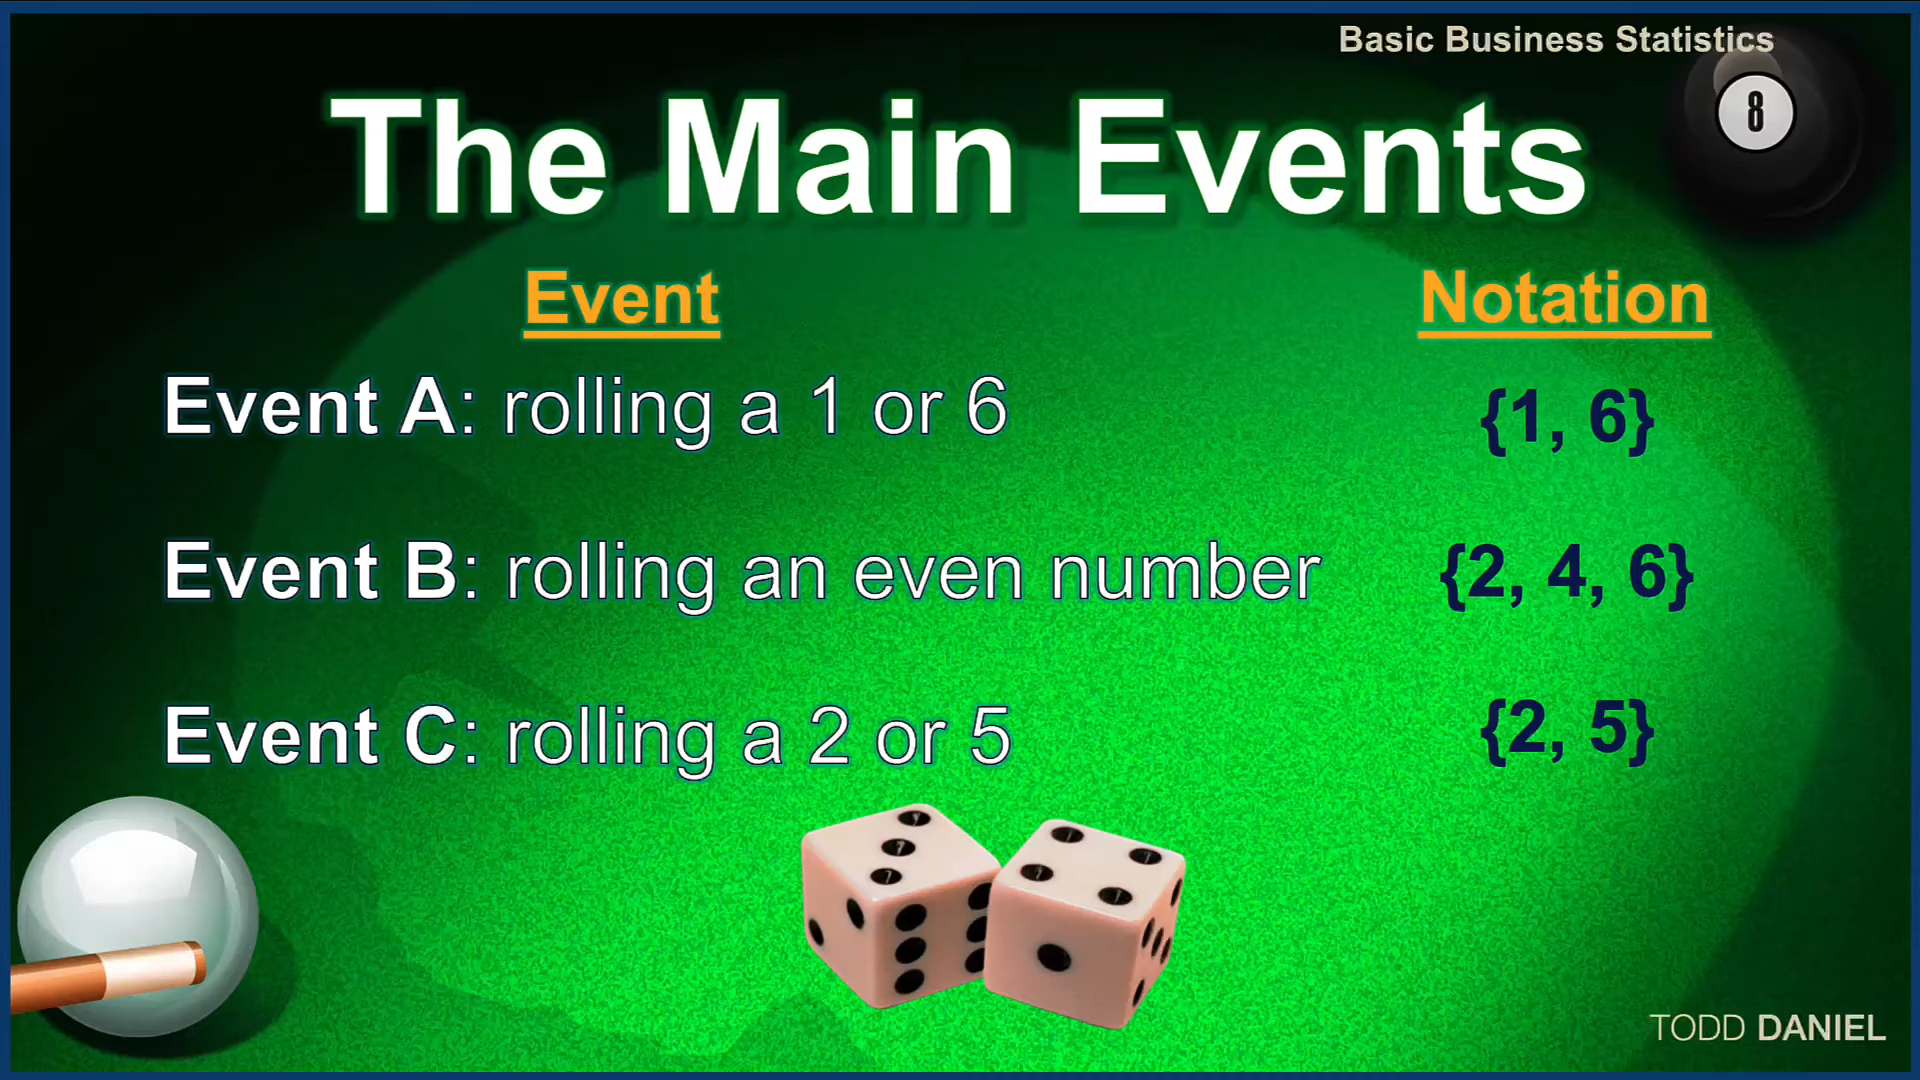 Basic Business Statistics
8
The Main Events
Event
Notation
Event A: rolling a 1 or 6
{1, 6}
Event B: rolling an even number
{2, 4, 6}
Event C: rolling a 2 or 5
{2, 5}
TODD DANIEL